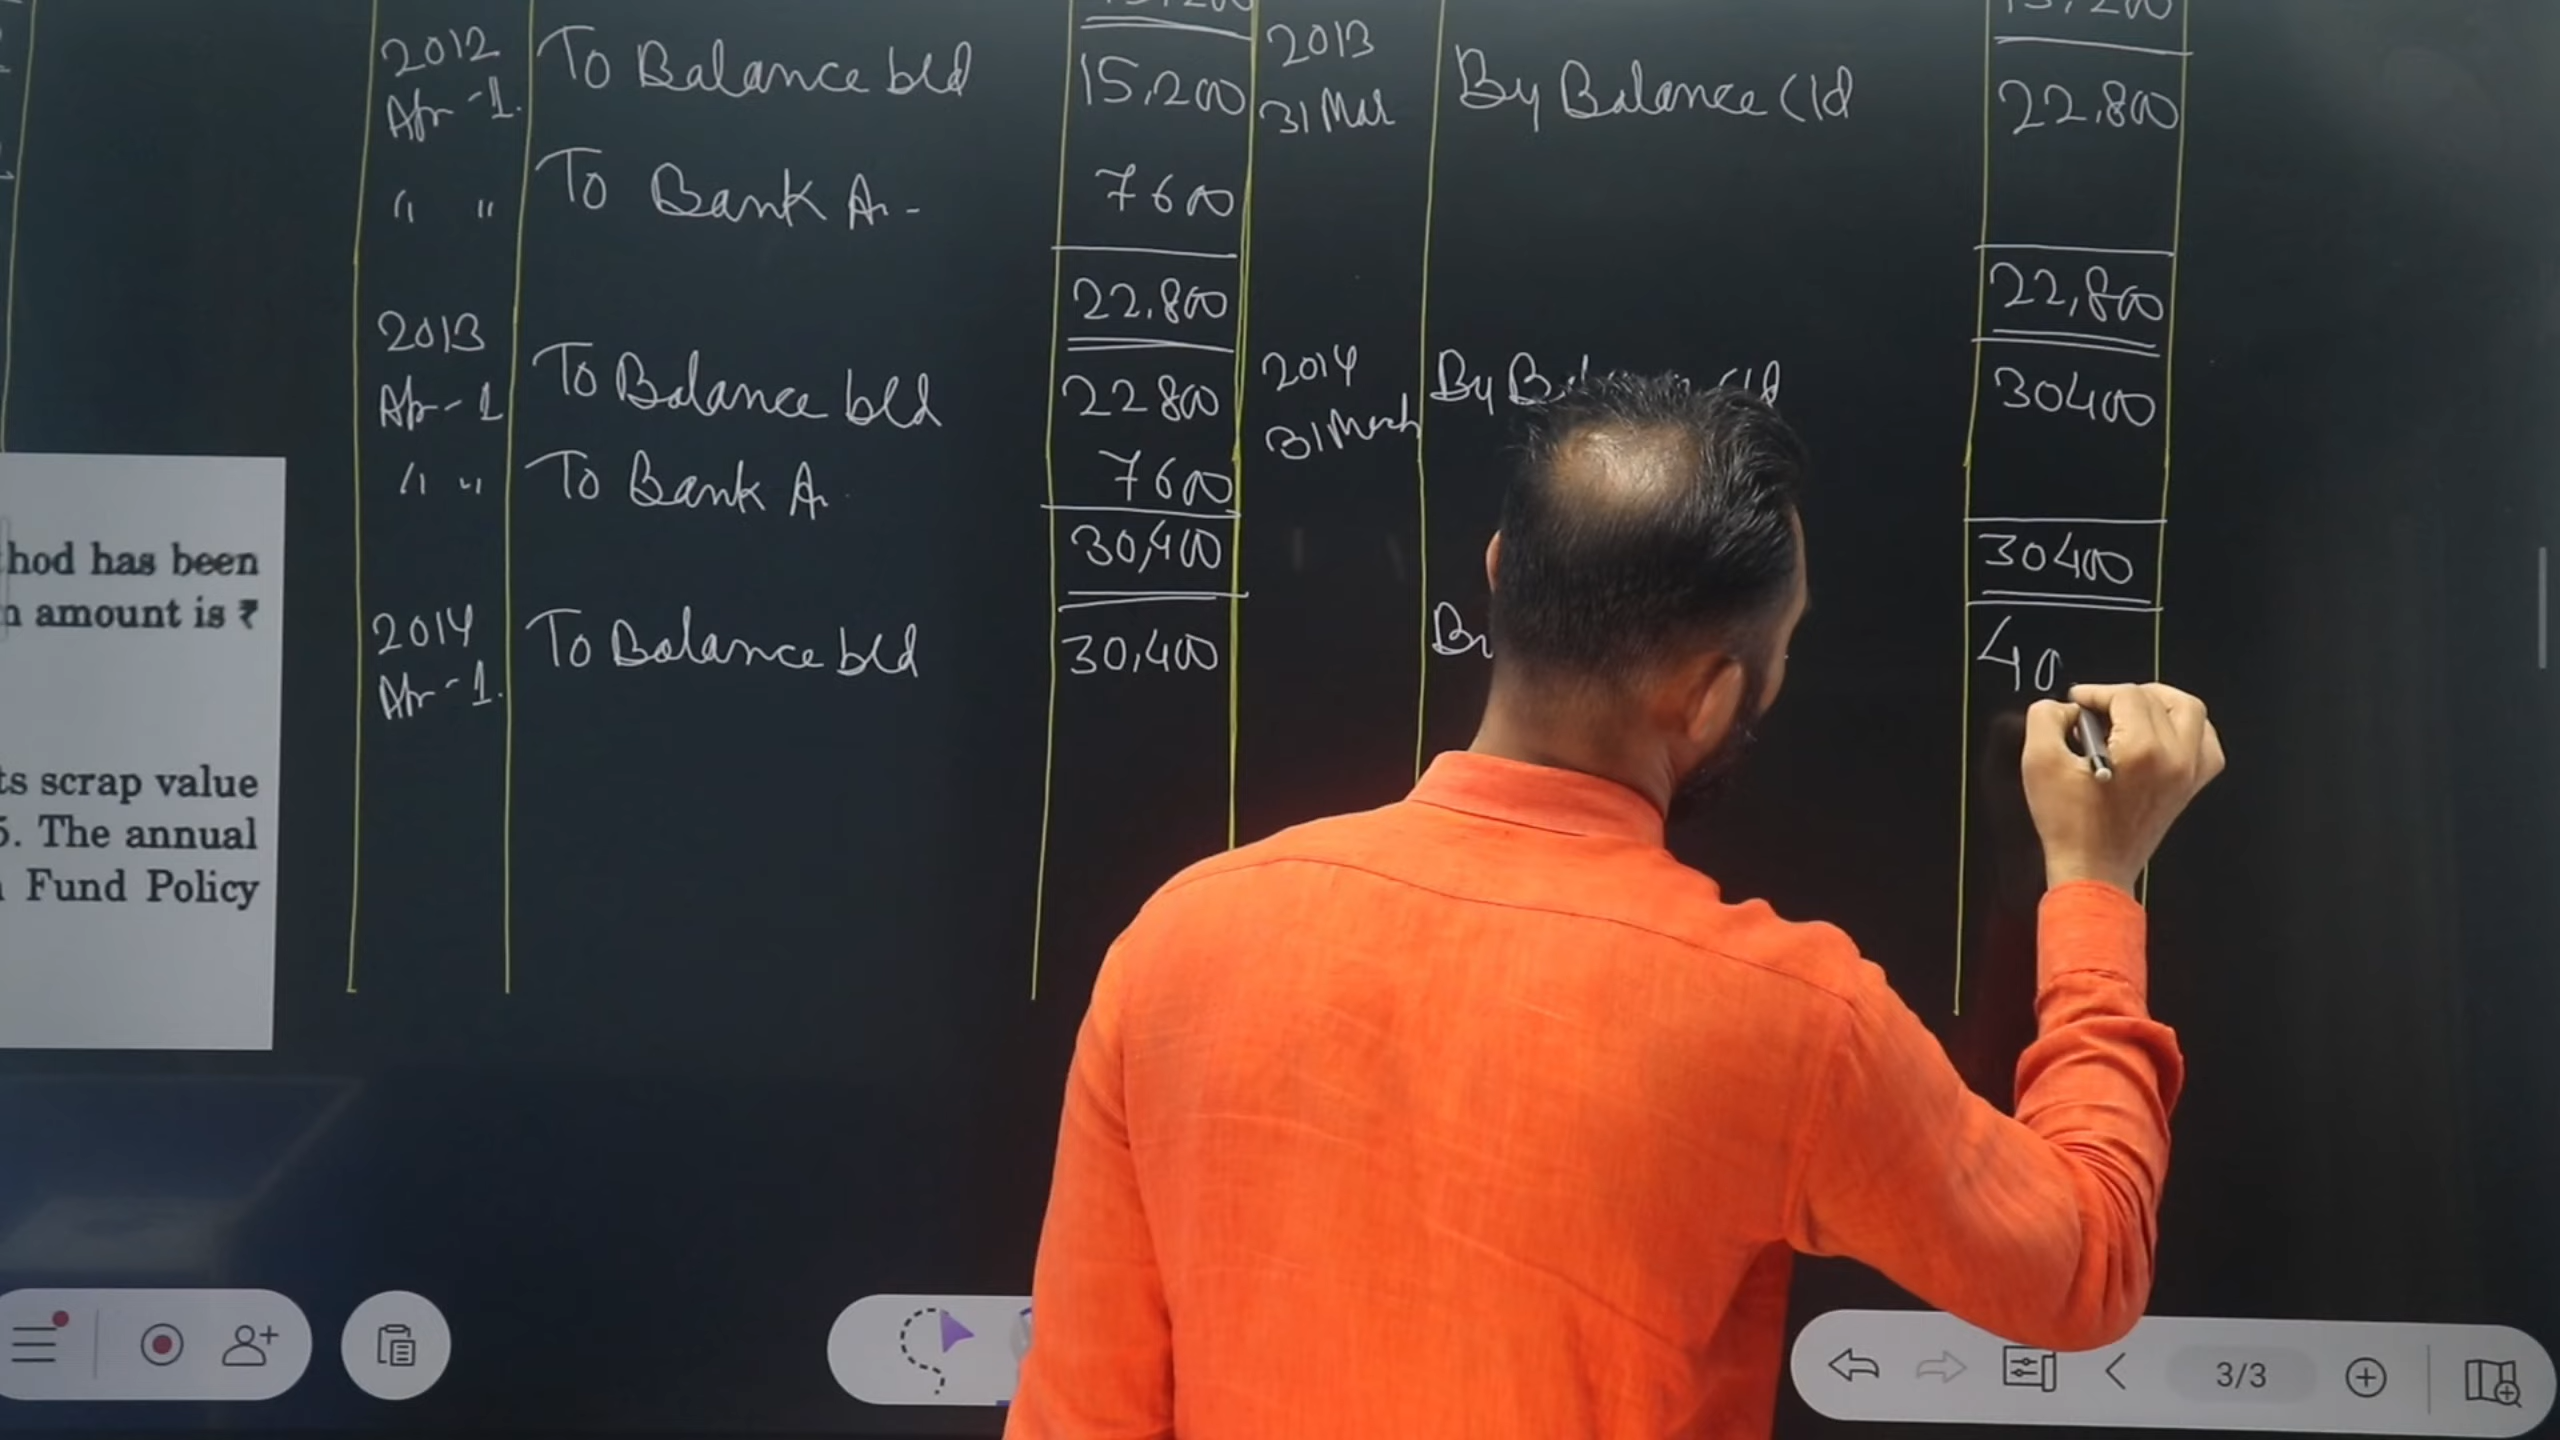 2012 To Balance b/d 15,200 2013 By Balance C/d 22,800
Apr-1. 31 Mar
" " To Bank A 7600
22,800 22,800
2013 To Balance b/d 22800 2014 By C/d 30400
Apr-1 31 March
" " To Bank A 7600
30,400 30400
2014 To Balance b/d 30,400 40
Apr-1.
hod has been
amount is ₹
ts scrap value
5. The annual
Fund Policy
3/3